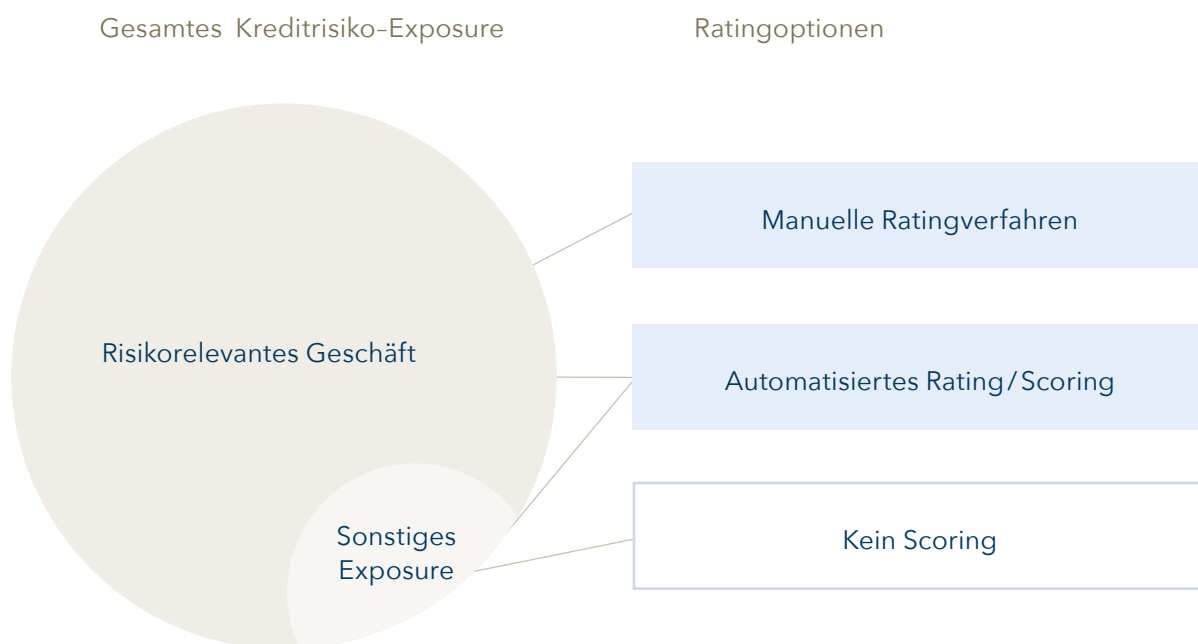 Gesamtes Kreditrisiko–Exposure
Ratingoptionen
Manuelle Ratingverfahren
Risikorelevantes Geschäft
Automatisiertes Rating/Scoring
Sonstiges
Exposure
Kein Scoring